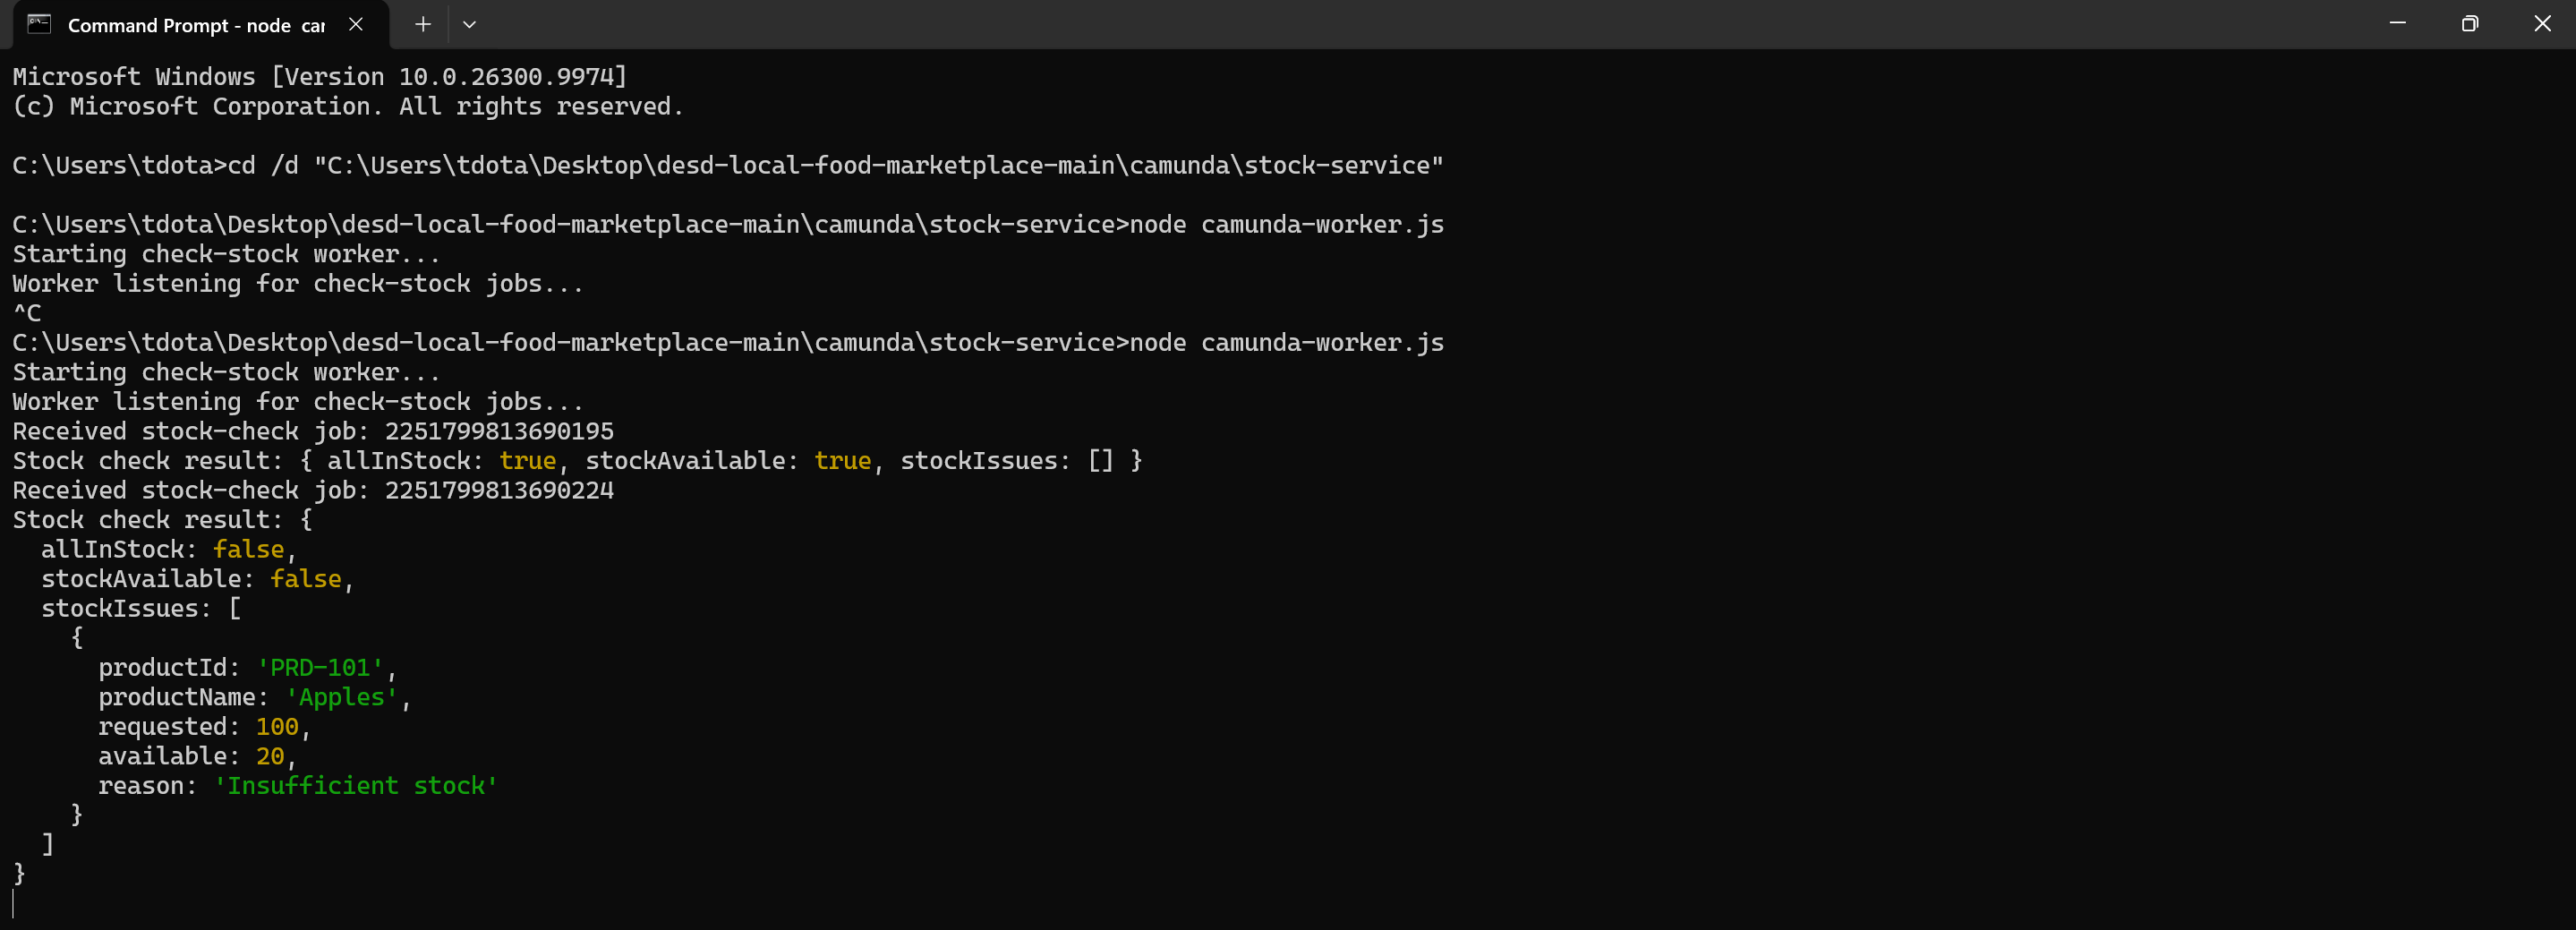 Command Prompt - node car
Microsoft Windows [Version 10.0.26300.9974]
(c) Microsoft Corporation. All rights reserved.
C:\Users\tdota>cd /d "C:\Users\tdota\Desktop\desd-local-food-marketplace-main\camunda\stock-service"
C:\Users\tdota\Desktop\desd-local-food-marketplace-main\camunda\stock-service>node camunda-worker.js
Starting check-stock worker...
Worker listening for check-stock jobs...
^C
C:\Users\tdota\Desktop\desd-local-food-marketplace-main\camunda\stock-service>node camunda-worker.js
Starting check-stock worker...
Worker listening for check-stock jobs...
Received stock-check job: 2251799813690195
Stock check result: { allInStock: true, stockAvailable: true, stockIssues: [] }
Received stock-check job: 2251799813690224
Stock check result: {
  allInStock: false,
  stockAvailable: false,
  stockIssues: [
    {
      productId: 'PRD-101',
      productName: 'Apples',
      requested: 100,
      available: 20,
      reason: 'Insufficient stock'
    }
  ]
}